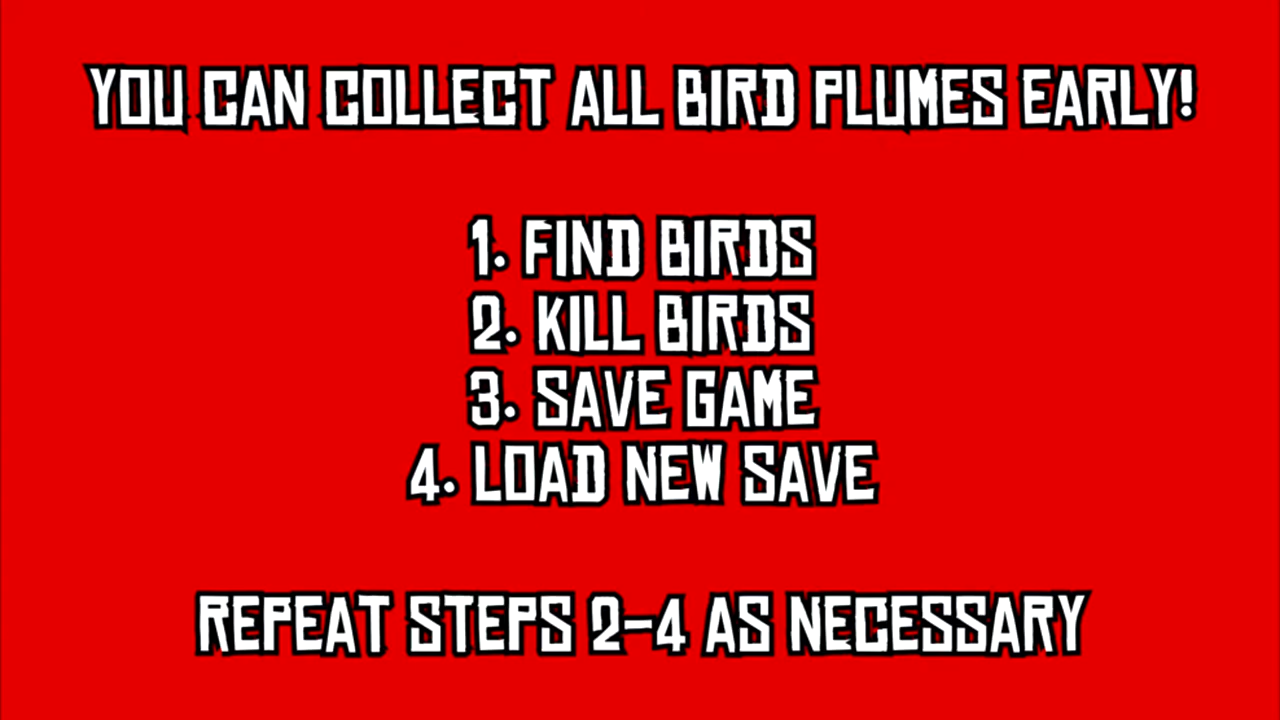 YOU CAN COLLECT ALL BIRD PLUMES EARLY!
1. FIND BIRDS
2. KILL BIRDS
3. SAVE GAME
4. LOAD NEW SAVE
REPEAT STEPS 2-4 AS NECESSARY